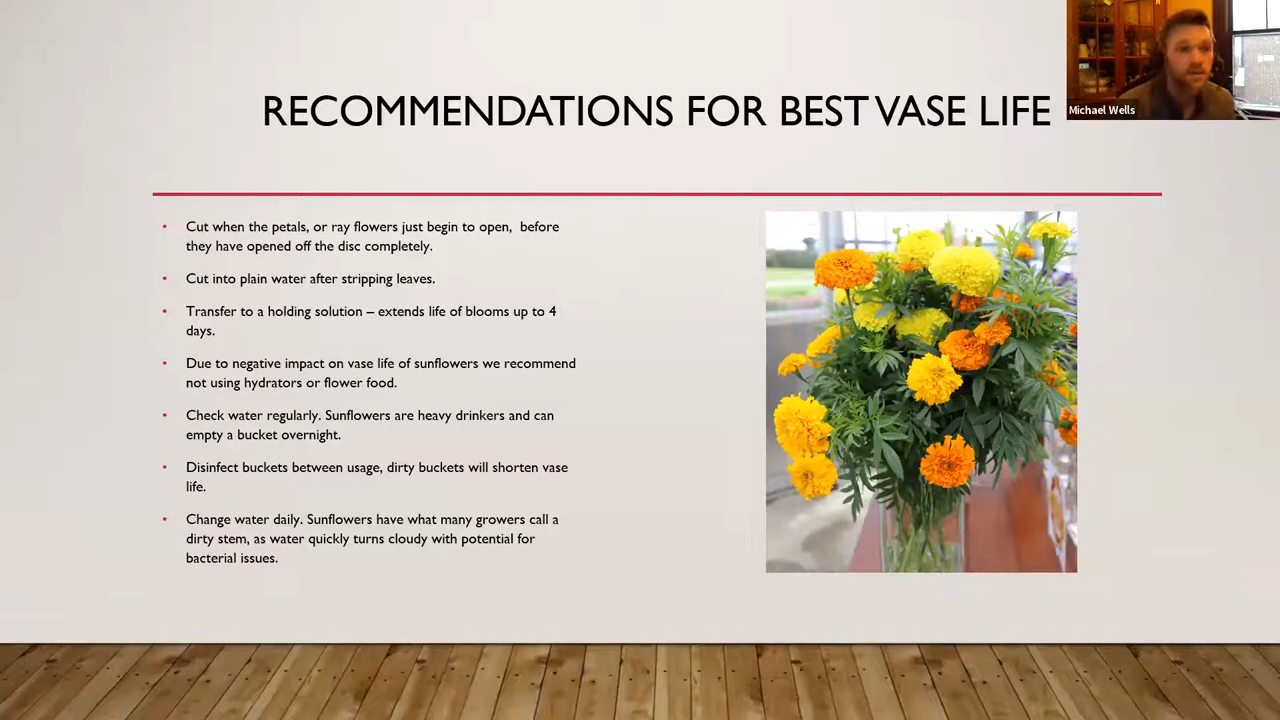 RECOMMENDATIONS FOR BEST VASE LIFE
Michael Wells
• Cut when the petals, or ray flowers just begin to open,  before
they have opened off the disc completely.
• Cut into plain water after stripping leaves.
• Transfer to a holding solution – extends life of blooms up to 4
days.
• Due to negative impact on vase life of sunflowers we recommend
not using hydrators or flower food.
• Check water regularly. Sunflowers are heavy drinkers and can
empty a bucket overnight.
• Disinfect buckets between usage, dirty buckets will shorten vase
life.
• Change water daily. Sunflowers have what many growers call a
dirty stem, as water quickly turns cloudy with potential for
bacterial issues.